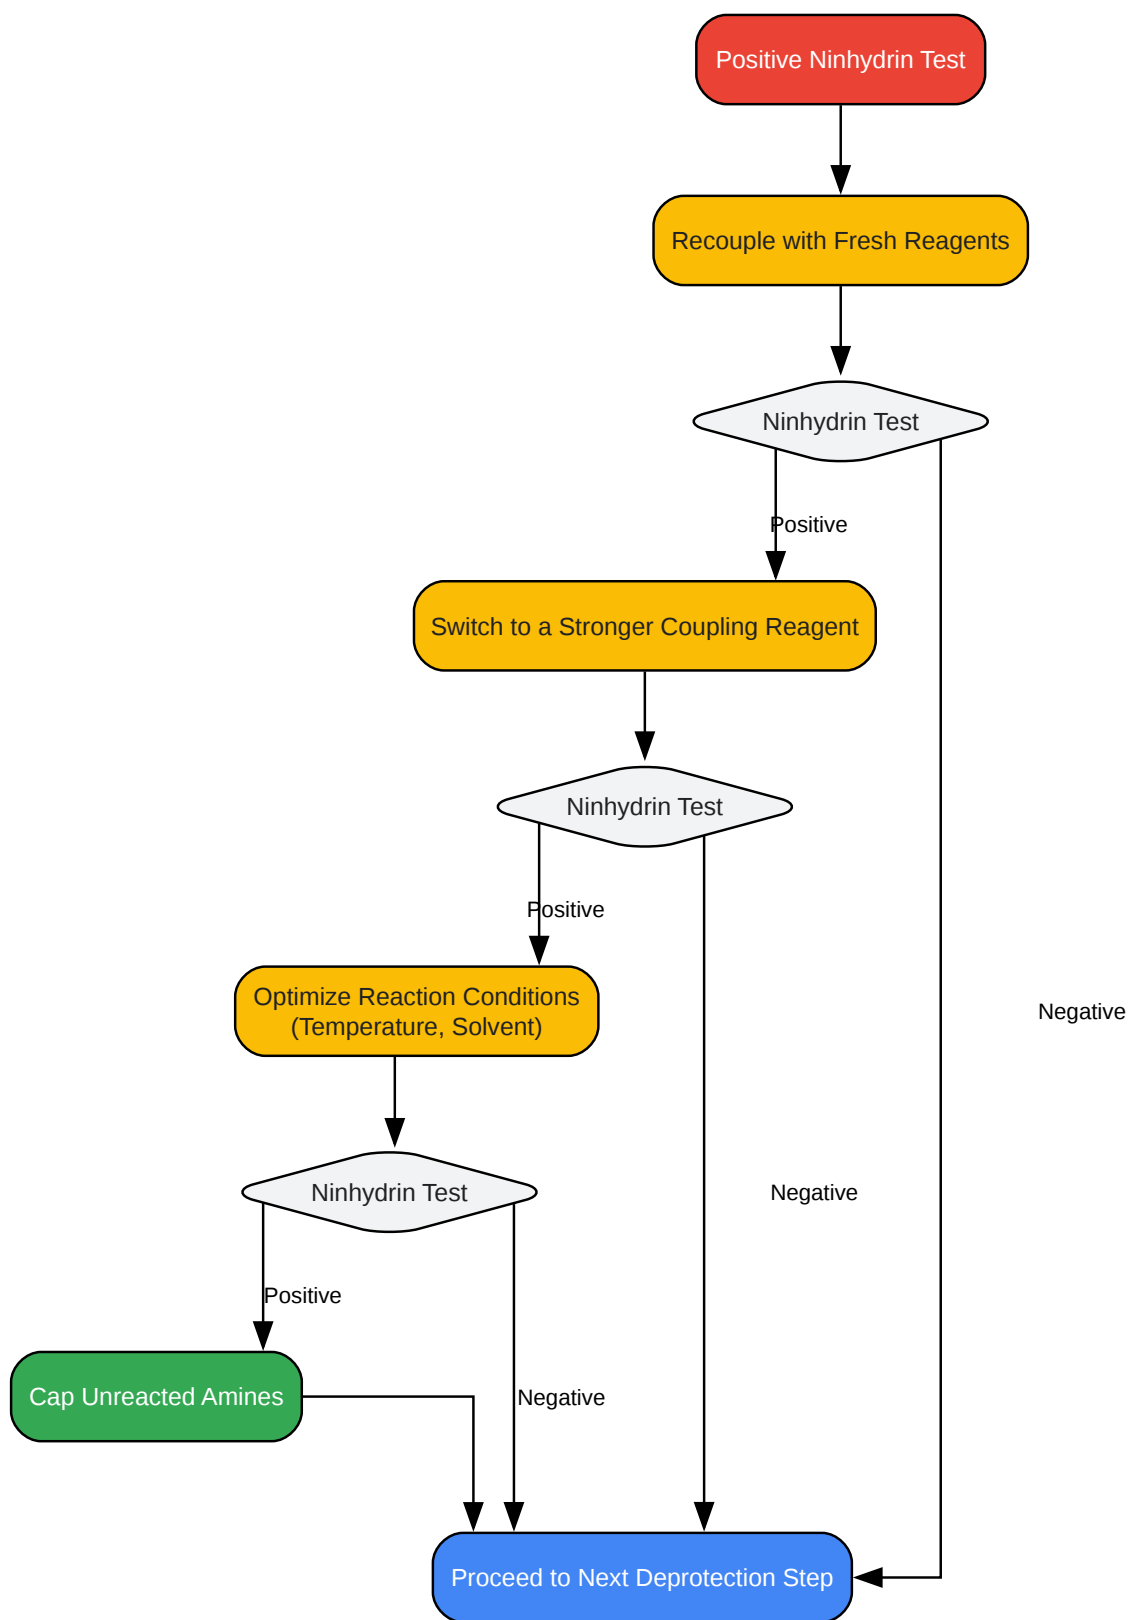 Positive Ninhydrin Test
Recouple with Fresh Reagents
Ninhydrin Test
Positive
Switch to a Stronger Coupling Reagent
Ninhydrin Test
Positive
Optimize Reaction Conditions
(Temperature, Solvent)
Negative
Ninhydrin Test
Negative
Positive
Cap Unreacted Amines
Negative
Proceed to Next Deprotection Step